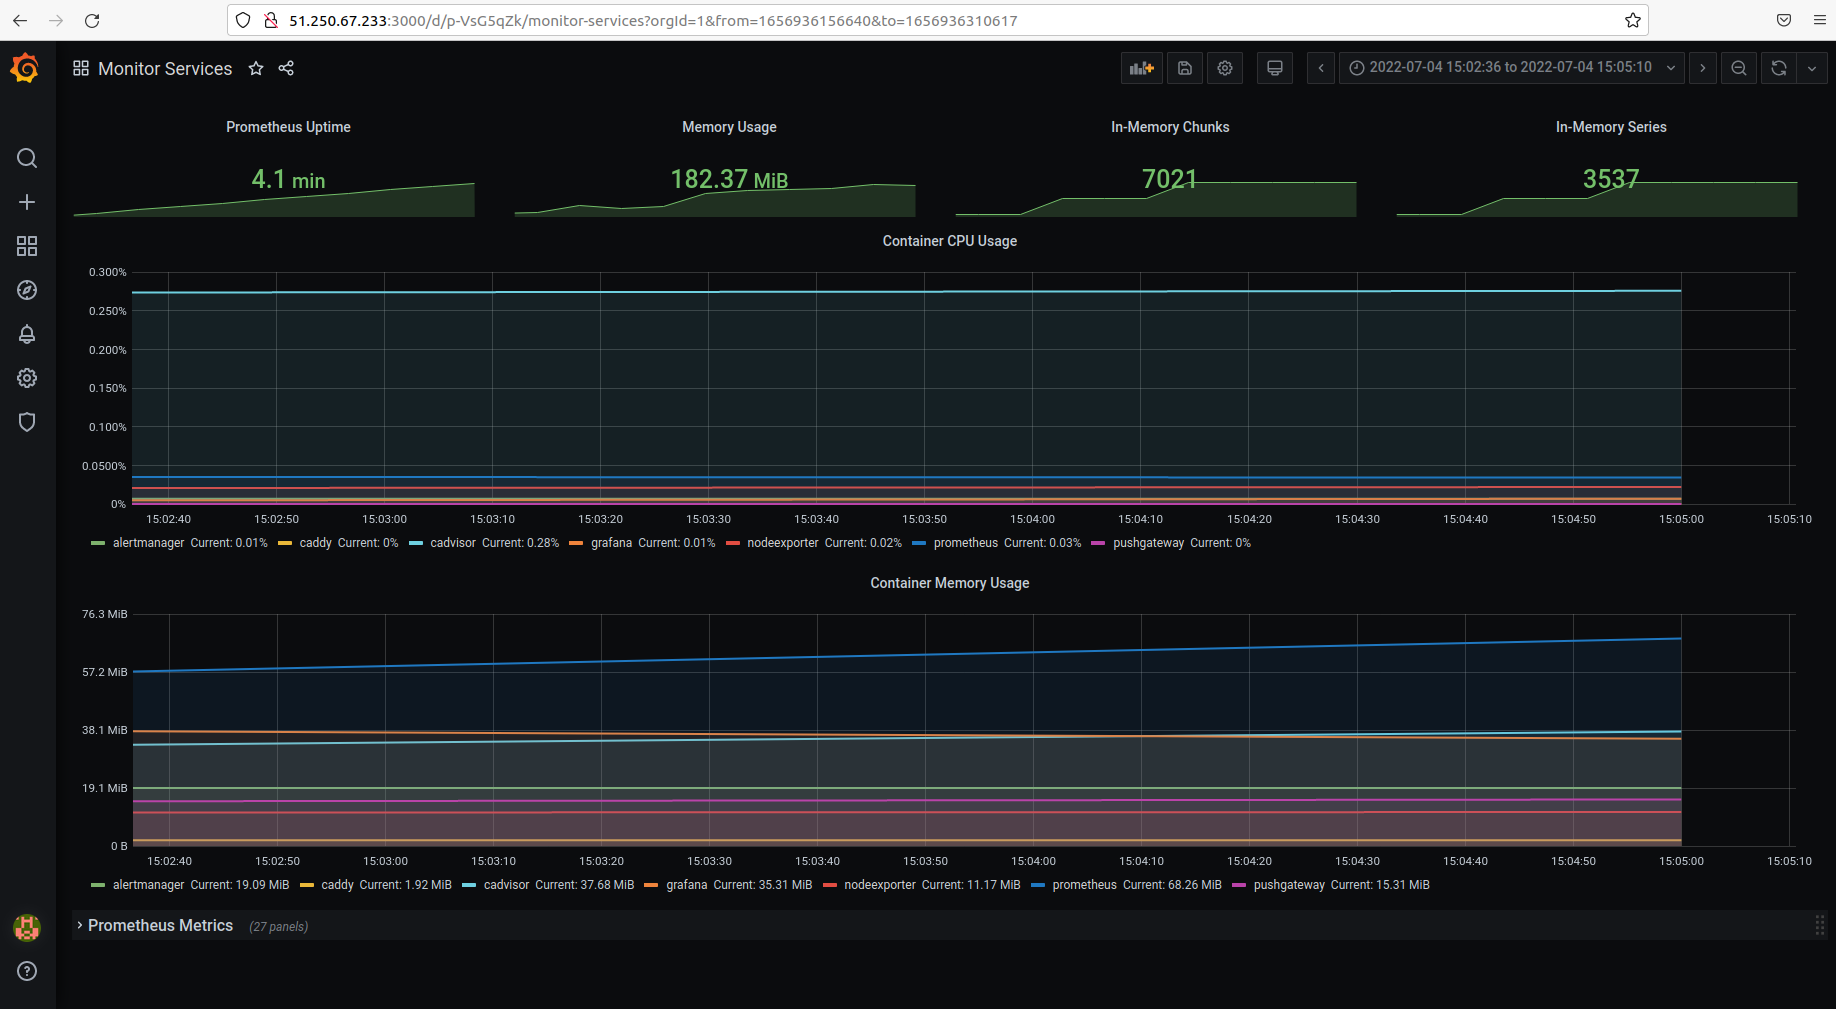 51.250.67.233:3000/d/p-VsG5qZk/monitor-services?orgId=1&from=1656936156640&to=1656936310617
Monitor Services
2022-07-04 15:02:36 to 2022-07-04 15:05:10
Prometheus Uptime
Memory Usage
In-Memory Chunks
In-Memory Series
4.1 min
182.37 MiB
7021
3537
Container CPU Usage
0.300%
0.250%
0.200%
0.150%
0.100%
0.0500%
0%
15:02:40 15:02:50 15:03:00 15:03:10 15:03:20 15:03:30 15:03:40 15:03:50 15:04:00 15:04:10 15:04:20 15:04:30 15:04:40 15:04:50 15:05:00 15:05:10
alertmanager Current: 0.01% caddy Current: 0% cadvisor Current: 0.28% grafana Current: 0.01% nodeexporter Current: 0.02% prometheus Current: 0.03% pushgateway Current: 0%
Container Memory Usage
76.3 MiB
57.2 MiB
38.1 MiB
19.1 MiB
0 B
15:02:40 15:02:50 15:03:00 15:03:10 15:03:20 15:03:30 15:03:40 15:03:50 15:04:00 15:04:10 15:04:20 15:04:30 15:04:40 15:04:50 15:05:00 15:05:10
alertmanager Current: 19.09 MiB caddy Current: 1.92 MiB cadvisor Current: 37.68 MiB grafana Current: 35.31 MiB nodeexporter Current: 11.17 MiB prometheus Current: 68.26 MiB pushgateway Current: 15.31 MiB
Prometheus Metrics (27 panels)